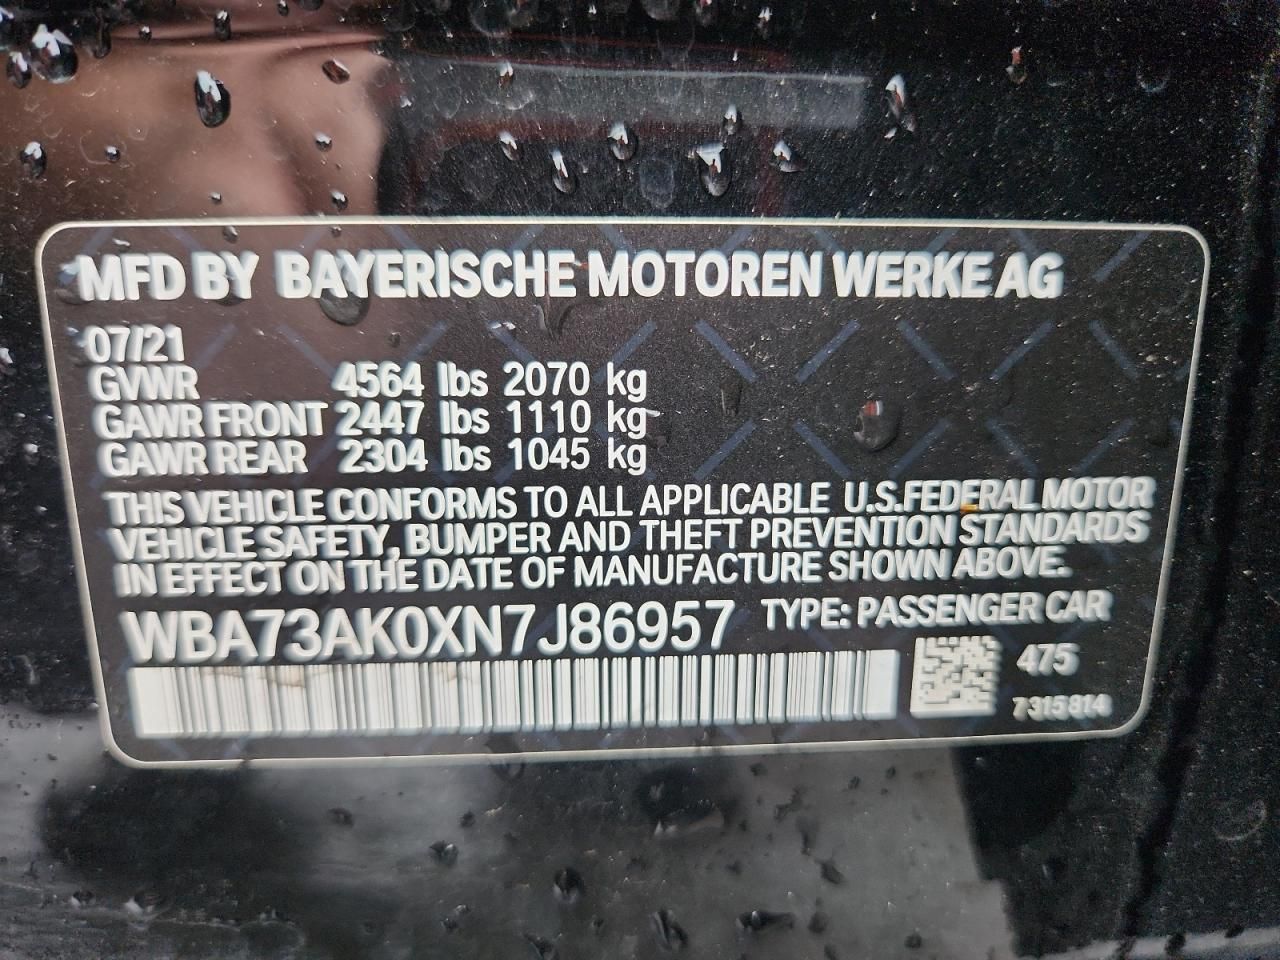 MFD BY BAYERISCHE MOTOREN WERKE AG
07/21
GVWR 4564 lbs 2070 kg
GAWR FRONT 2447 lbs 1110 kg
GAWR REAR 2304 lbs 1045 kg
THIS VEHICLE CONFORMS TO ALL APPLICABLE U.S.FEDERAL MOTOR
VEHICLE SAFETY, BUMPER AND THEFT PREVENTION STANDARDS
IN EFFECT ON THE DATE OF MANUFACTURE SHOWN ABOVE.
WBA73AK0XN7J86957 TYPE: PASSENGER CAR
475
7315814